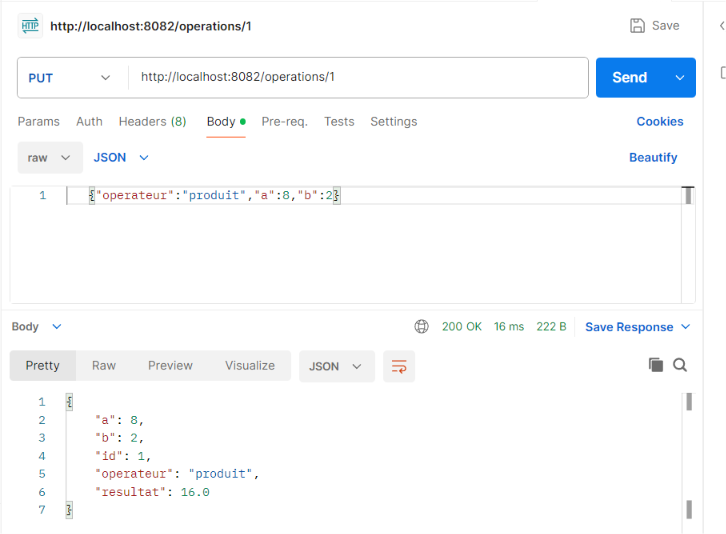 HTTP http://localhost:8082/operations/1 Save
PUT http://localhost:8082/operations/1 Send
Params Auth Headers (8) Body Pre-req. Tests Settings Cookies
raw JSON Beautify
1 {"operateur":"produit","a":8,"b":2}
Body 200 OK 16 ms 222 B Save Response
Pretty Raw Preview Visualize JSON
1 {
2 "a": 8,
3 "b": 2,
4 "id": 1,
5 "operateur": "produit",
6 "resultat": 16.0
7 }